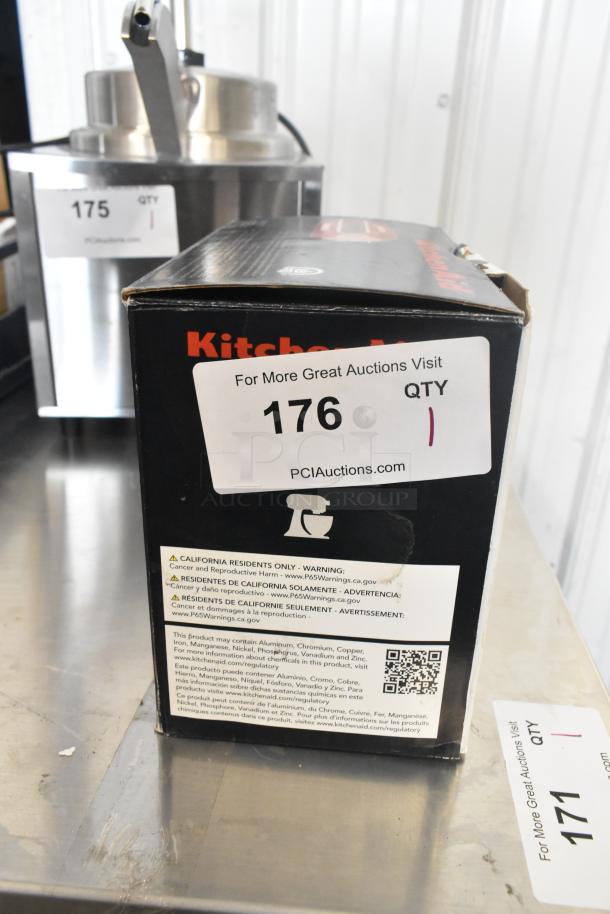 175
QTY
1
PCIAuctions.com
KitchenAid
For More Great Auctions Visit
176
QTY
1
PCIAuctions.com
PCI
AUCTION GROUP
CALIFORNIA RESIDENTS ONLY - WARNING:
Cancer and Reproductive Harm - www.P65Warnings.ca.gov
RESIDENTES DE CALIFORNIA SOLAMENTE - ADVERTENCIA:
Cáncer y daño reproductivo - www.P65Warnings.ca.gov
RÉSIDENTS DE CALIFORNIE SEULEMENT - AVERTISSEMENT:
Cancer et dommages à la reproduction -
www.P65Warnings.ca.gov
This product may contain Aluminum, Chromium, Copper,
Iron, Manganese, Nickel, Phosphorus, Vanadium and Zinc.
For more information about chemicals in this product, visit
www.kitchenaid.com/regulatory
Este producto puede contener Aluminio, Cromo, Cobre,
Hierro, Manganeso, Níquel, Fósforo, Vanadio y Zinc. Para
más información sobre dichas sustancias químicas en este
producto visite www.kitchenaid.com/regulatory
Ce produit peut contenir de l'aluminium, du Chrome, Cuivre, Fer, Manganèse,
Nickel, Phosphore, Vanadium et Zinc. Pour plus d'informations sur les produits
chimiques contenus dans ce produit, visitez www.kitchenaid.com/regulatory
For More Great Auctions Visit
171
QTY
1
.com